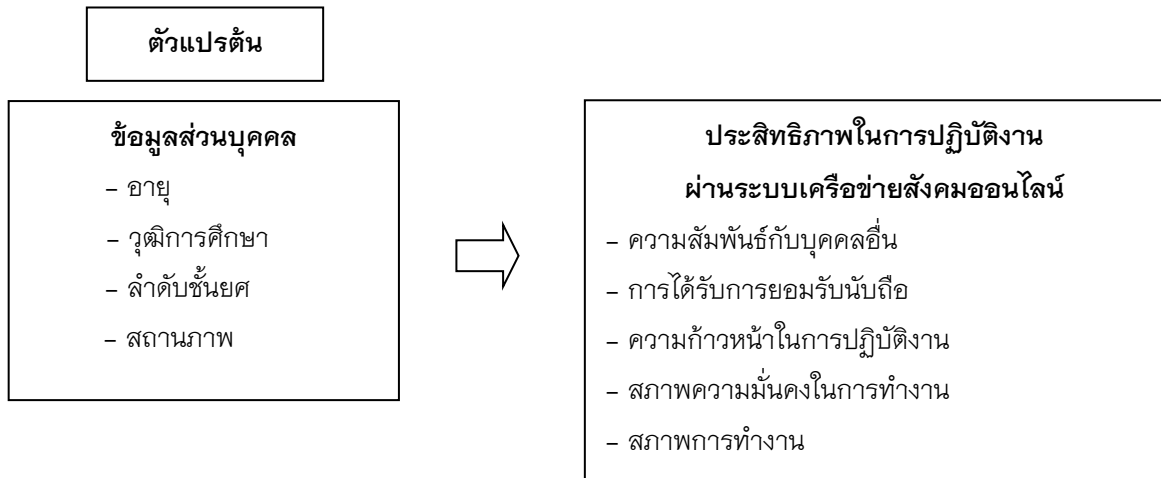 ตัวแปรต้น
ข้อมูลส่วนบุคคล
– อายุ
– วุฒิการศึกษา
– ลำดับชั้นยศ
– สถานภาพ
ประสิทธิภาพในการปฏิบัติงาน
ผ่านระบบเครือข่ายสังคมออนไลน์
– ความสัมพันธ์กับบุคคลอื่น
– การได้รับการยอมรับนับถือ
– ความก้าวหน้าในการปฏิบัติงาน
– สภาพความมั่นคงในการทำงาน
– สภาพการทำงาน